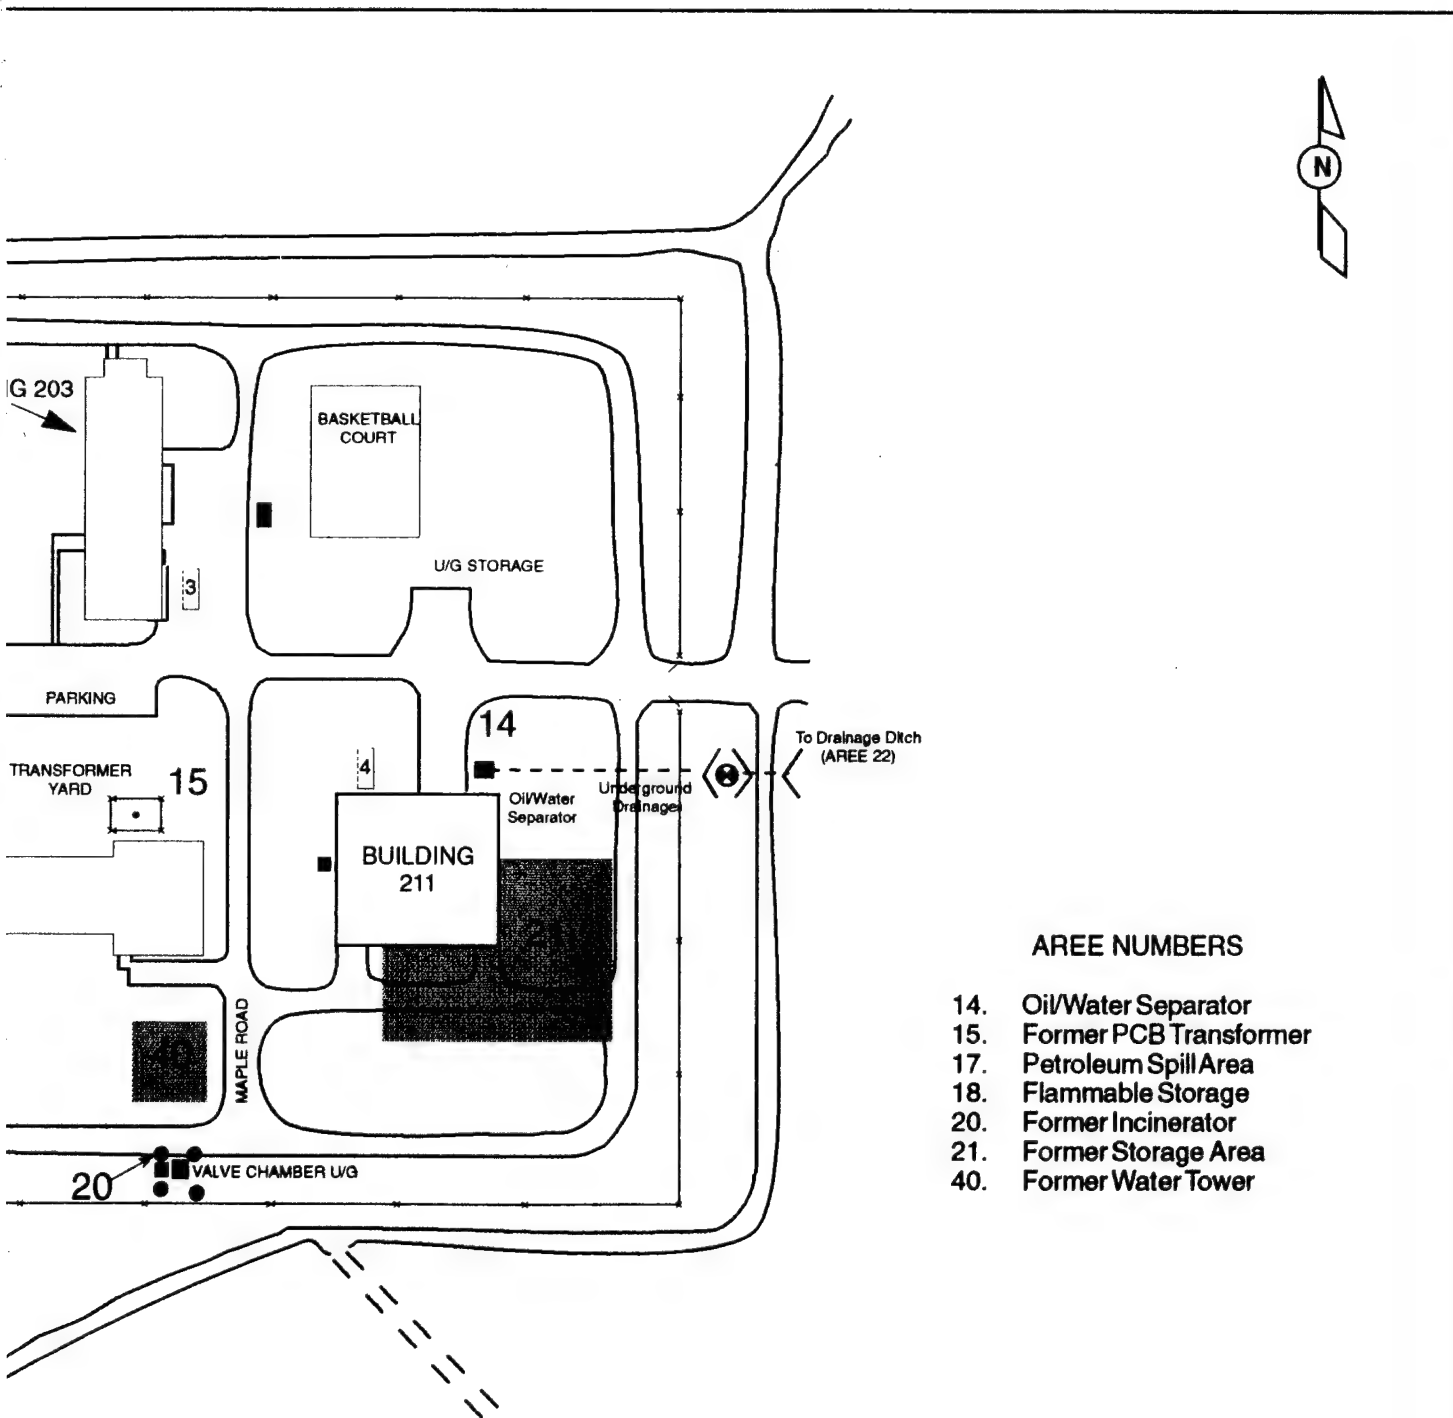 N
IG 203
BASKETBALL
COURT
U/G STORAGE
3
PARKING
14
To Drainage Ditch
(AREE 22)
4
TRANSFORMER
YARD
15
Underground
Drainage
Oil/Water
Separator
BUILDING
211
21
AREE NUMBERS
14. Oil/Water Separator
15. Former PCB Transformer
17. Petroleum Spill Area
18. Flammable Storage
20. Former Incinerator
21. Former Storage Area
40. Former Water Tower
MAPLE ROAD
VALVE CHAMBER U/G
20